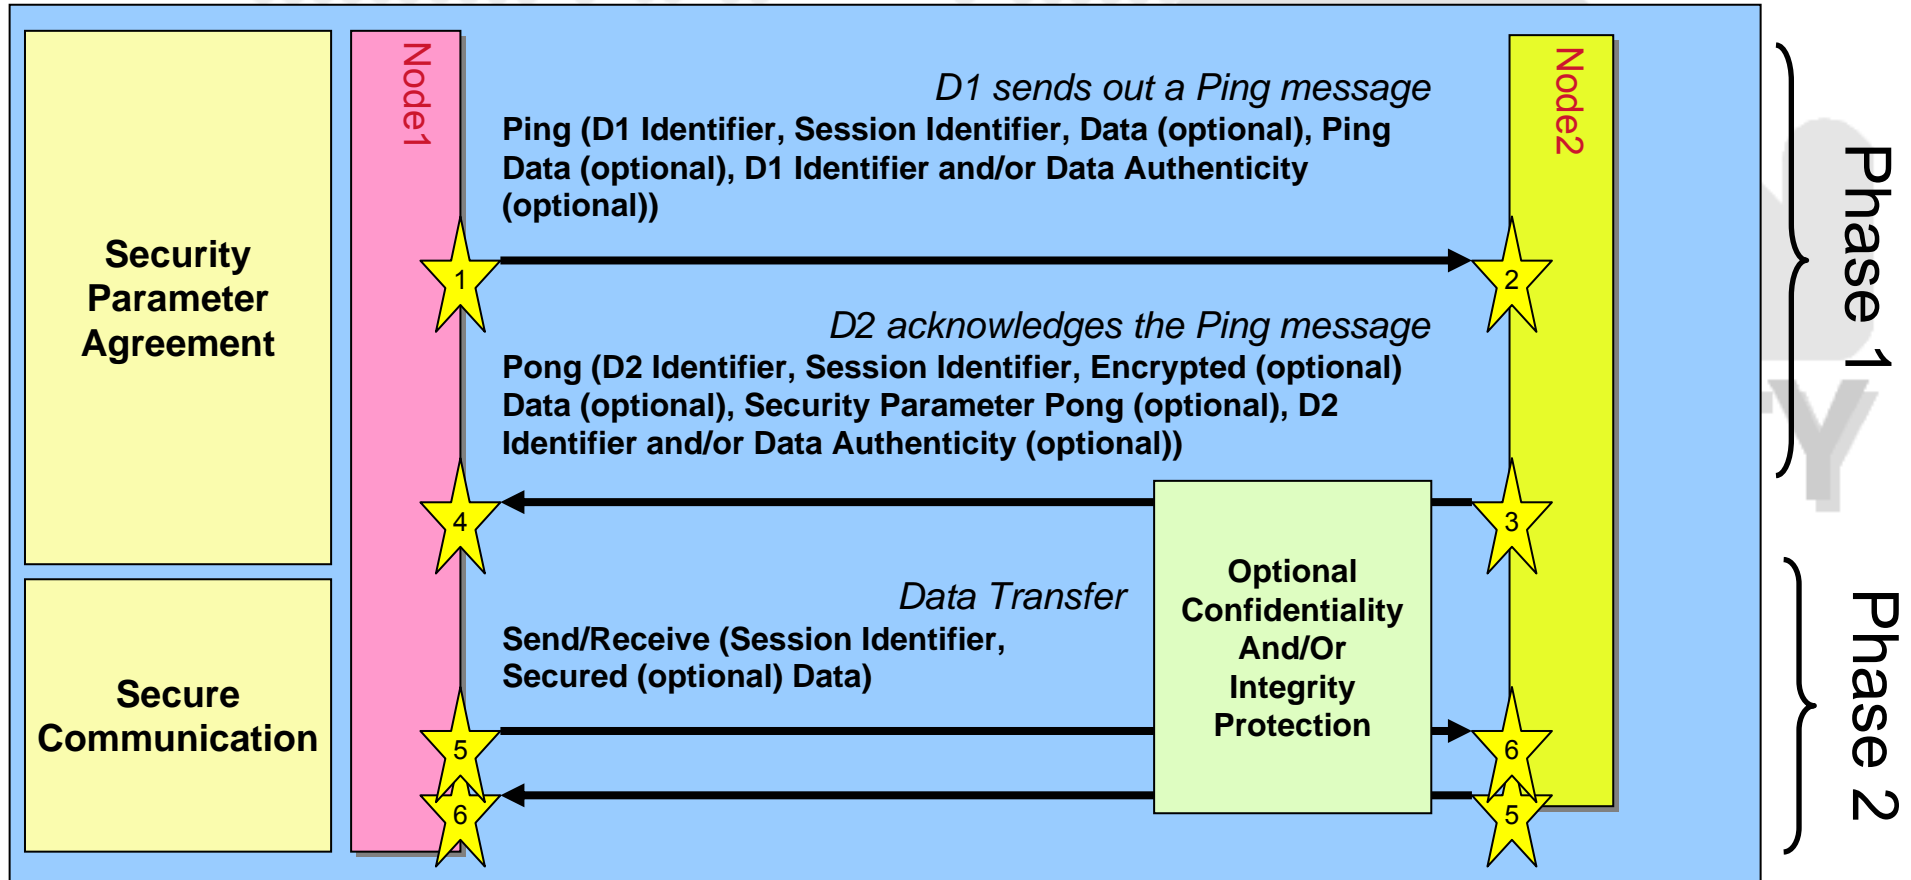 Security
Parameter
Agreement
Secure
Communication
Node1
Node2
D1 sends out a Ping message
Ping (D1 Identifier, Session Identifier, Data (optional), Ping
Data (optional), D1 Identifier and/or Data Authenticity
(optional))
1
2
D2 acknowledges the Ping message
Pong (D2 Identifier, Session Identifier, Encrypted (optional)
Data (optional), Security Parameter Pong (optional), D2
Identifier and/or Data Authenticity (optional))
4
3
Data Transfer
Send/Receive (Session Identifier,
Secured (optional) Data)
Optional
Confidentiality
And/Or
Integrity
Protection
5
6
6
5
Phase 1
Phase 2